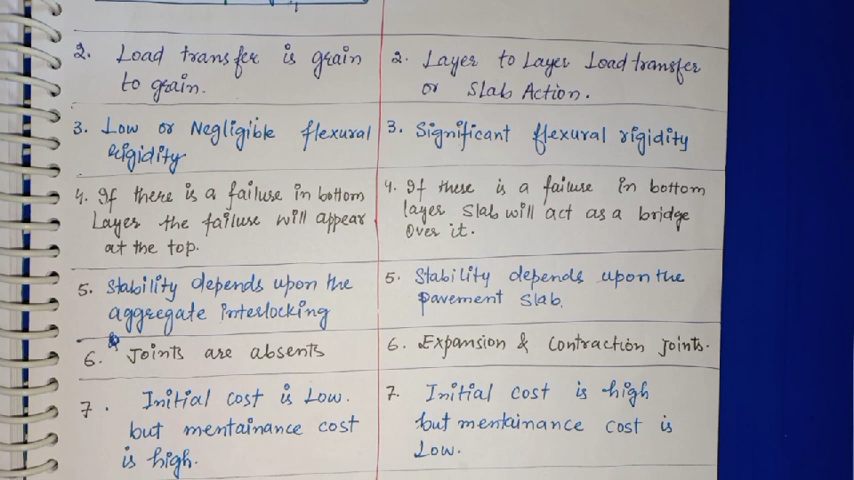 2. Load transfer is grain
to grain.
2. Layer to Layer Load transfer
or Slab Action.
3. Low or Negligible flexural
rigidity
3. Significant flexural rigidity
4. If there is a failure in bottom
Layer the failure will appear
at the top.
4. If there is a failure in bottom
layer slab will act as a bridge
over it.
5. Stability depends upon the
aggregate interlocking
5. Stability depends upon the
pavement slab.
6. Joints are absents
6. Expansion & Contraction Joints.
7. Initial cost is Low.
but mentainance cost
is high.
7. Initial cost is high
but mentainance cost is
Low.